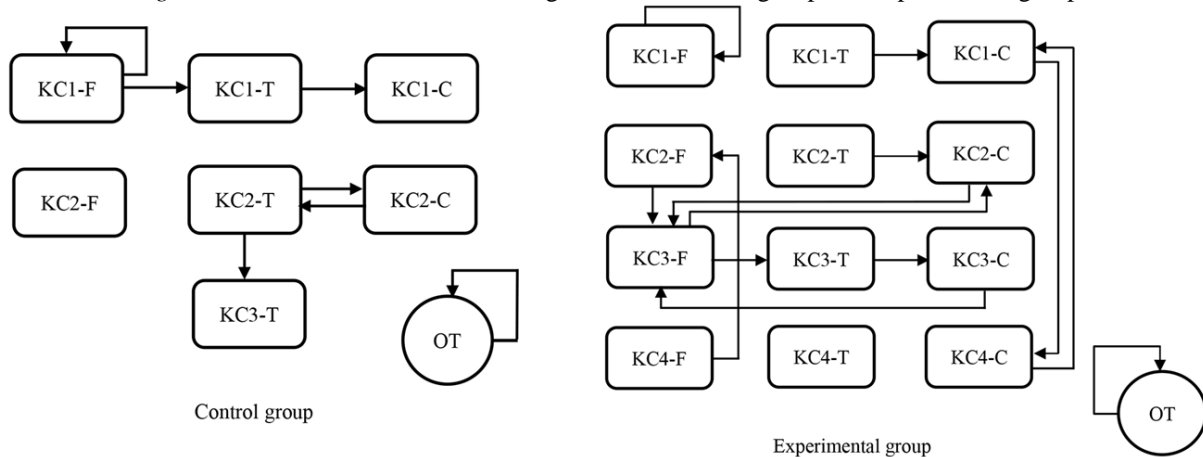 KC1-F KC1-T KC1-C
KC2-F KC2-T KC2-C
KC3-T
OT
Control group
KC1-F KC1-T KC1-C
KC2-F KC2-T KC2-C
KC3-F KC3-T KC3-C
KC4-F KC4-T KC4-C
OT
Experimental group